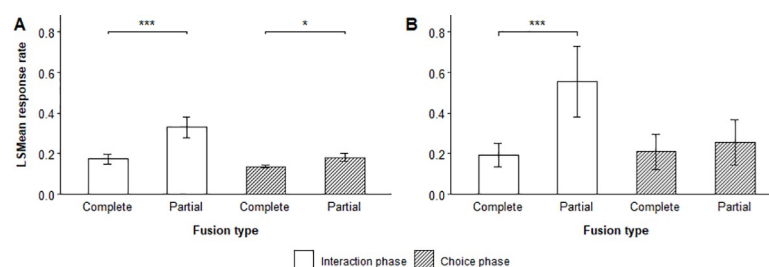 A
B
LSMean response rate
0.8
0.6
0.4
0.2
0.0
***
*
Complete Partial Complete Partial
Fusion type
0.8
0.6
0.4
0.2
0.0
***
Complete Partial Complete Partial
Fusion type
Interaction phase Choice phase